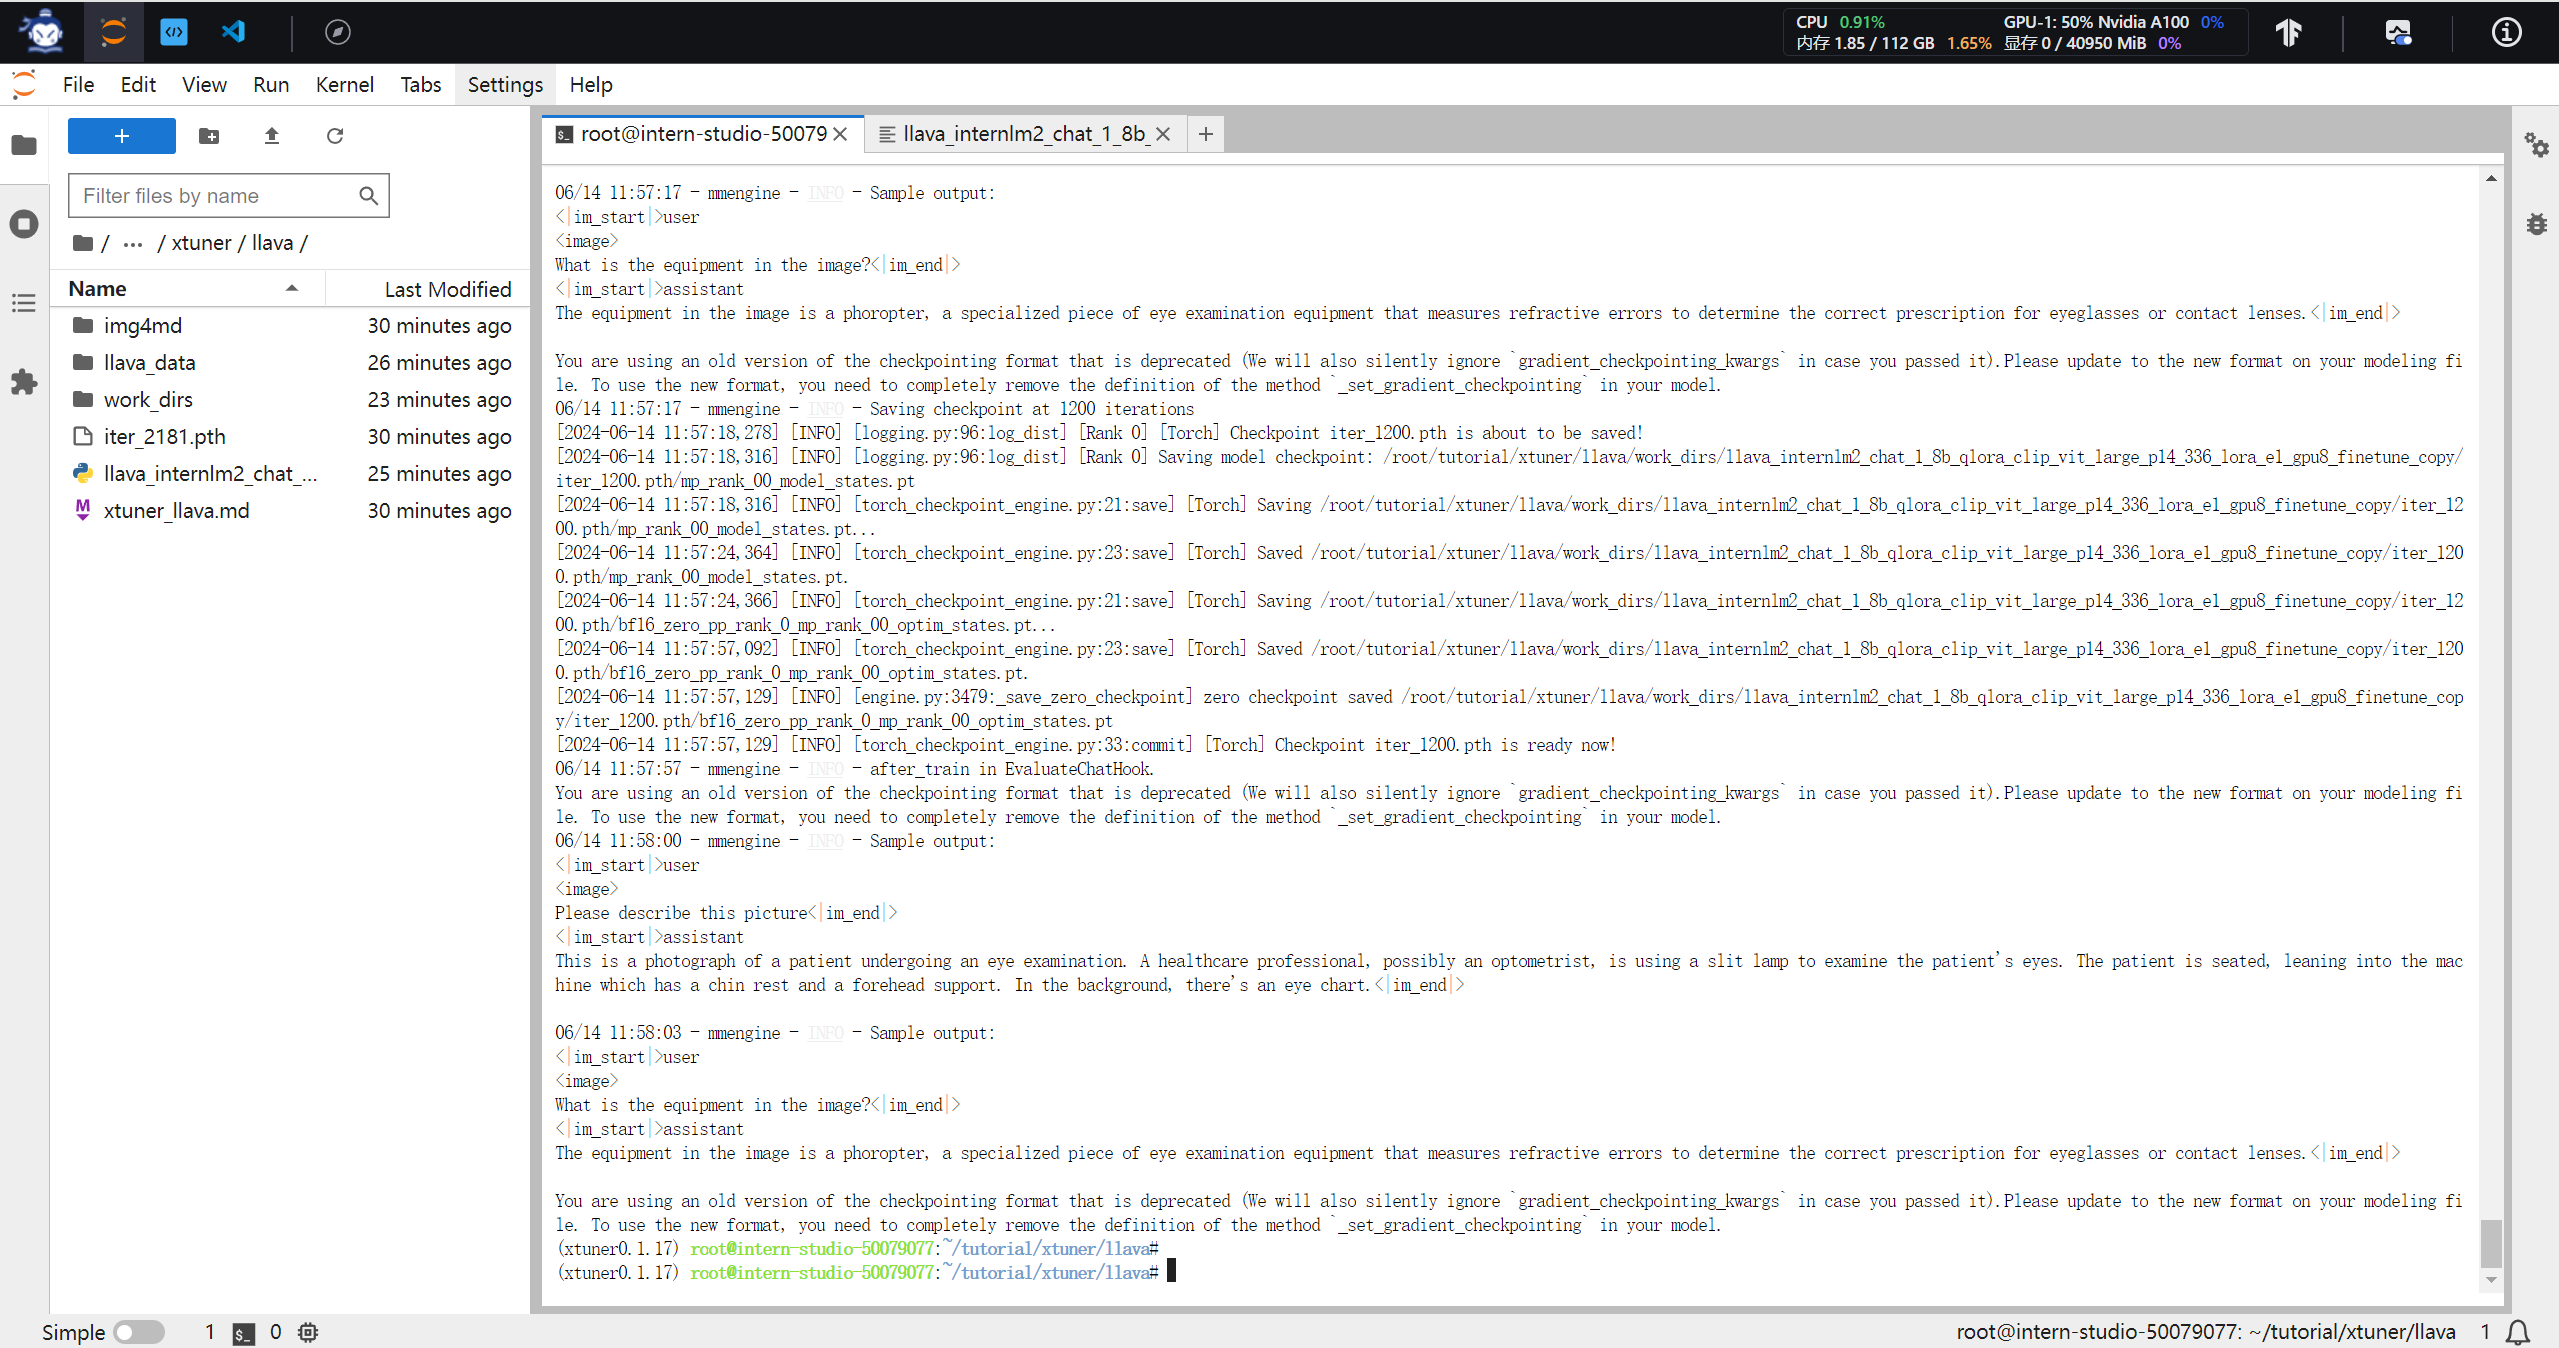 CPU 0.91% GPU-1: 50% Nvidia A100 0%
内存 1.85 / 112 GB 1.65% 显存 0 / 40950 MiB 0%
File Edit View Run Kernel Tabs Settings Help
root@intern-studio-50079
llava_internlm2_chat_1_8b_
Filter files by name
/ ... / xtuner / llava /
Name Last Modified
img4md 30 minutes ago
llava_data 26 minutes ago
work_dirs 23 minutes ago
iter_2181.pth 30 minutes ago
llava_internlm2_chat_... 25 minutes ago
xtuner_llava.md 30 minutes ago
06/14 11:57:17 - mmengine - INFO - Sample output:
<|im_start|>user
<image>
What is the equipment in the image?<|im_end|>
<|im_start|>assistant
The equipment in the image is a phoropter, a specialized piece of eye examination equipment that measures refractive errors to determine the correct prescription for eyeglasses or contact lenses.<|im_end|>
You are using an old version of the checkpointing format that is deprecated (We will also silently ignore `gradient_checkpointing_kwargs` in case you passed it).Please update to the new format on your modeling fi
le. To use the new format, you need to completely remove the definition of the method `_set_gradient_checkpointing` in your model.
06/14 11:57:17 - mmengine - INFO - Saving checkpoint at 1200 iterations
[2024-06-14 11:57:18,278] [INFO] [logging.py:96:log_dist] [Rank 0] [Torch] Checkpoint iter_1200.pth is about to be saved!
[2024-06-14 11:57:18,316] [INFO] [logging.py:96:log_dist] [Rank 0] Saving model checkpoint: /root/tutorial/xtuner/llava/work_dirs/llava_internlm2_chat_1_8b_qlora_clip_vit_large_p14_336_lora_e1_gpu8_finetune_copy/
iter_1200.pth/mp_rank_00_model_states.pt
[2024-06-14 11:57:18,316] [INFO] [torch_checkpoint_engine.py:21:save] [Torch] Saving /root/tutorial/xtuner/llava/work_dirs/llava_internlm2_chat_1_8b_qlora_clip_vit_large_p14_336_lora_e1_gpu8_finetune_copy/iter_12
00.pth/mp_rank_00_model_states.pt...
[2024-06-14 11:57:24,364] [INFO] [torch_checkpoint_engine.py:23:save] [Torch] Saved /root/tutorial/xtuner/llava/work_dirs/llava_internlm2_chat_1_8b_qlora_clip_vit_large_p14_336_lora_e1_gpu8_finetune_copy/iter_120
0.pth/mp_rank_00_model_states.pt.
[2024-06-14 11:57:24,366] [INFO] [torch_checkpoint_engine.py:21:save] [Torch] Saving /root/tutorial/xtuner/llava/work_dirs/llava_internlm2_chat_1_8b_qlora_clip_vit_large_p14_336_lora_e1_gpu8_finetune_copy/iter_12
00.pth/bf16_zero_pp_rank_0_mp_rank_00_optim_states.pt...
[2024-06-14 11:57:57,092] [INFO] [torch_checkpoint_engine.py:23:save] [Torch] Saved /root/tutorial/xtuner/llava/work_dirs/llava_internlm2_chat_1_8b_qlora_clip_vit_large_p14_336_lora_e1_gpu8_finetune_copy/iter_120
0.pth/bf16_zero_pp_rank_0_mp_rank_00_optim_states.pt.
[2024-06-14 11:57:57,129] [INFO] [engine.py:3479:_save_zero_checkpoint] zero checkpoint saved /root/tutorial/xtuner/llava/work_dirs/llava_internlm2_chat_1_8b_qlora_clip_vit_large_p14_336_lora_e1_gpu8_finetune_cop
y/iter_1200.pth/bf16_zero_pp_rank_0_mp_rank_00_optim_states.pt
[2024-06-14 11:57:57,129] [INFO] [torch_checkpoint_engine.py:33:commit] [Torch] Checkpoint iter_1200.pth is ready now!
06/14 11:57:57 - mmengine - INFO - after_train in EvaluateChatHook.
You are using an old version of the checkpointing format that is deprecated (We will also silently ignore `gradient_checkpointing_kwargs` in case you passed it).Please update to the new format on your modeling fi
le. To use the new format, you need to completely remove the definition of the method `_set_gradient_checkpointing` in your model.
06/14 11:58:00 - mmengine - INFO - Sample output:
<|im_start|>user
<image>
Please describe this picture<|im_end|>
<|im_start|>assistant
This is a photograph of a patient undergoing an eye examination. A healthcare professional, possibly an optometrist, is using a slit lamp to examine the patient's eyes. The patient is seated, leaning into the mac
hine which has a chin rest and a forehead support. In the background, there's an eye chart.<|im_end|>
06/14 11:58:03 - mmengine - INFO - Sample output:
<|im_start|>user
<image>
What is the equipment in the image?<|im_end|>
<|im_start|>assistant
The equipment in the image is a phoropter, a specialized piece of eye examination equipment that measures refractive errors to determine the correct prescription for eyeglasses or contact lenses.<|im_end|>
You are using an old version of the checkpointing format that is deprecated (We will also silently ignore `gradient_checkpointing_kwargs` in case you passed it).Please update to the new format on your modeling fi
le. To use the new format, you need to completely remove the definition of the method `_set_gradient_checkpointing` in your model.
(xtuner0.1.17) root@intern-studio-50079077:~/tutorial/xtuner/llava#
(xtuner0.1.17) root@intern-studio-50079077:~/tutorial/xtuner/llava#
Simple 1 0 root@intern-studio-50079077: ~/tutorial/xtuner/llava 1